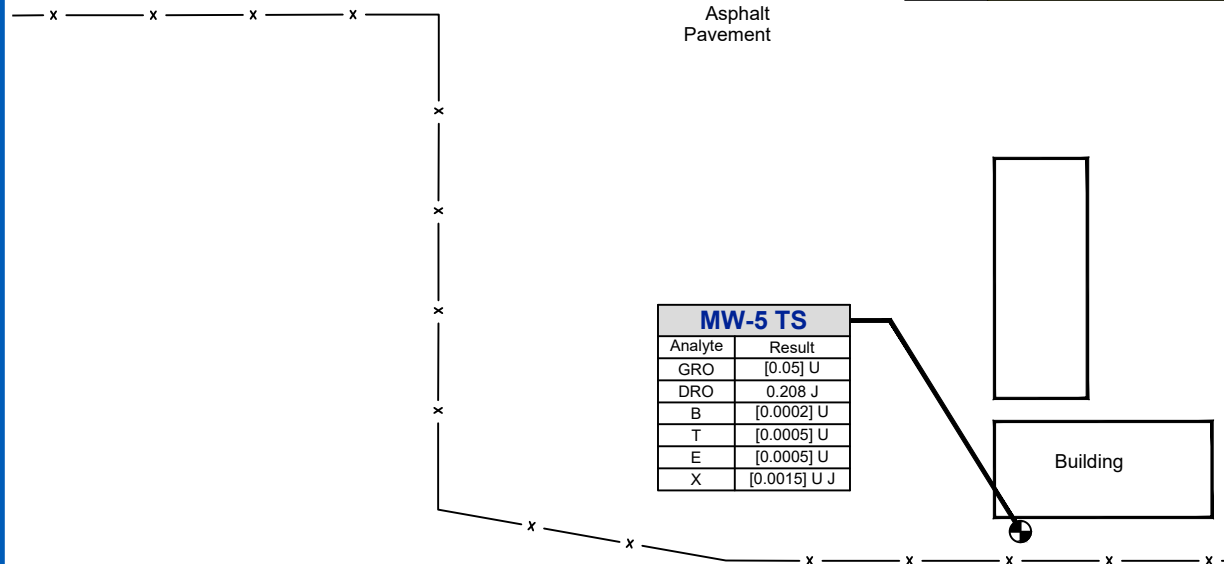 Asphalt
Pavement
MW-5 TS
Analyte Result
GRO [0.05] U
DRO 0.208 J
B [0.0002] U
T [0.0005] U
E [0.0005] U
X [0.0015] U J
Building